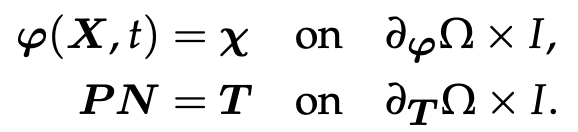 𝝋(𝑿, t) = 𝝌 on ∂_𝝋Ω × I,
𝑷𝑵 = 𝑻 on ∂_𝑻Ω × I.